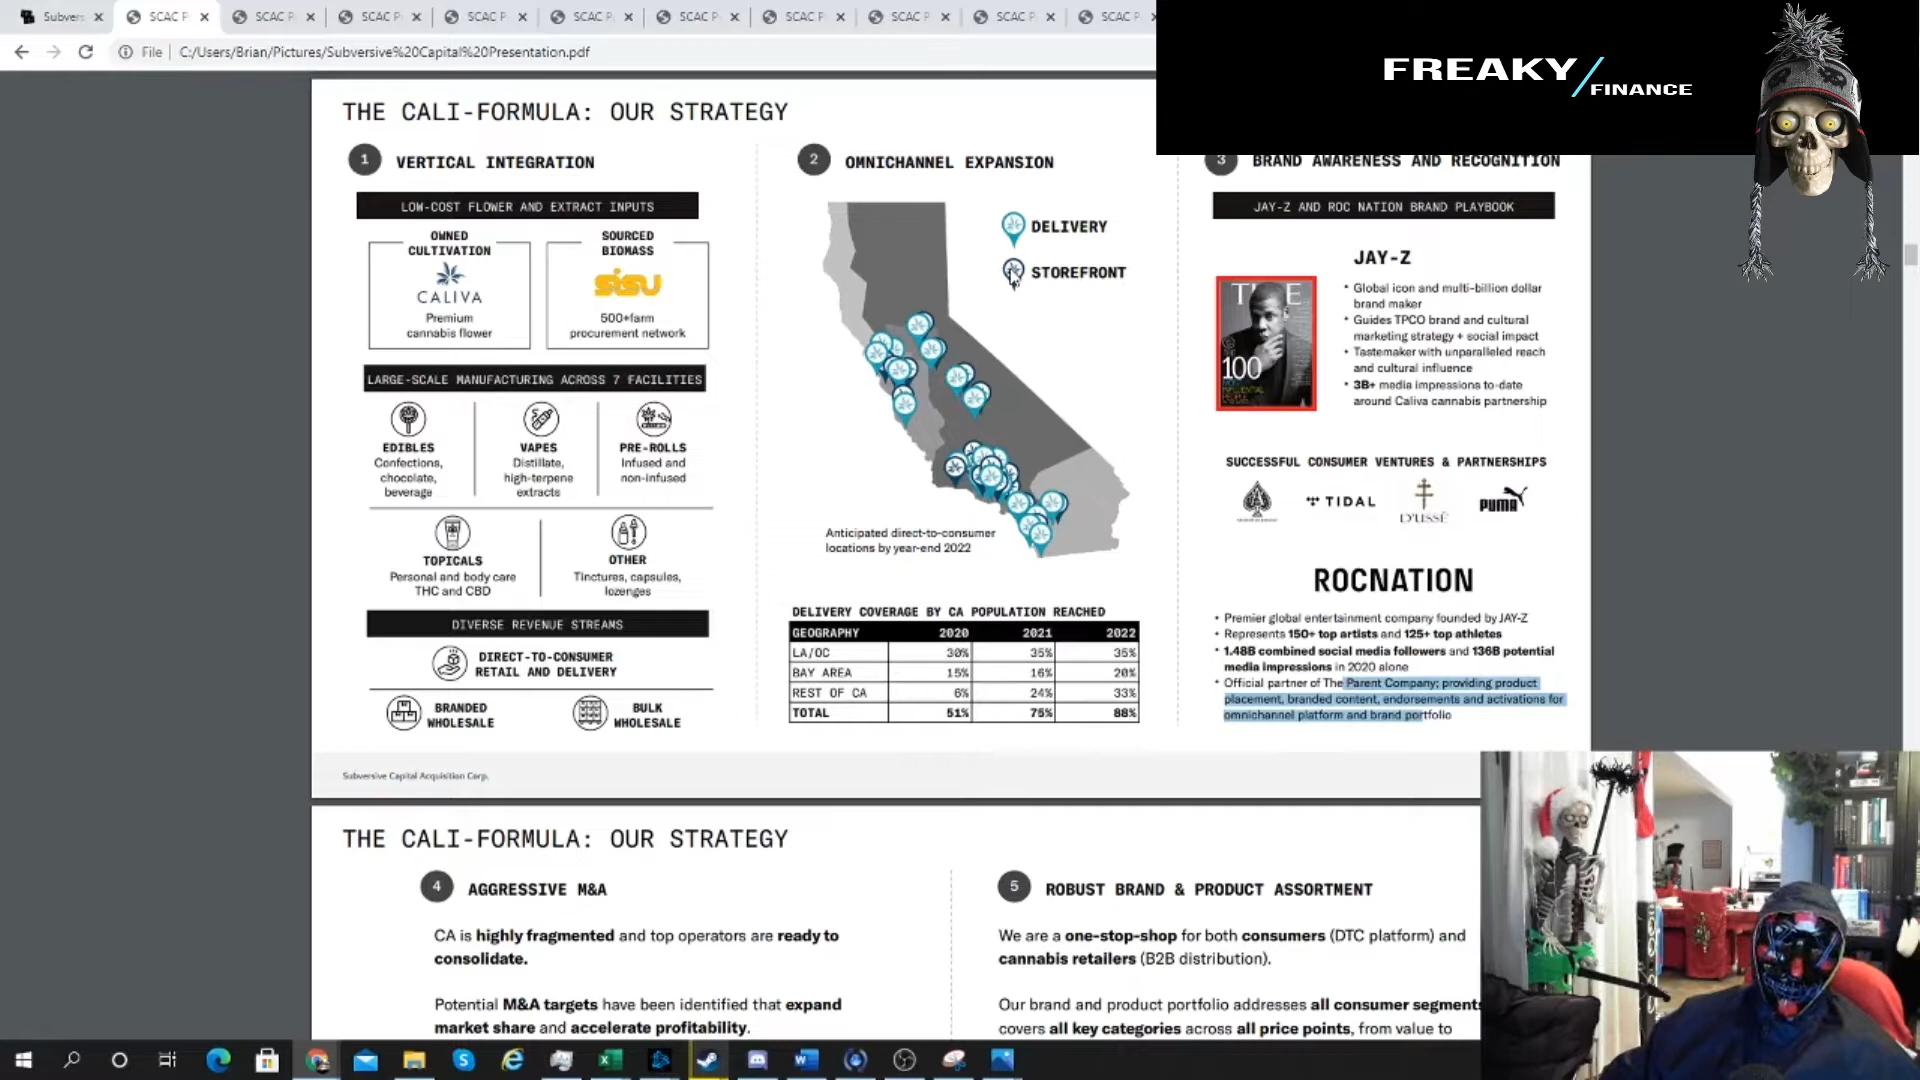 Subvers
SCAC P
SCAC P
SCAC P
SCAC P
SCAC P
SCAC P
SCAC P
SCAC P
SCAC P
SCAC P
File | C:/Users/Brian/Pictures/Subversive%20Capital%20Presentation.pdf
FREAKY/FINANCE
THE CALI-FORMULA: OUR STRATEGY
1 VERTICAL INTEGRATION
LOW-COST FLOWER AND EXTRACT INPUTS
OWNED
CULTIVATION
CALIVA
Premium
cannabis flower
SOURCED
BIOMASS
sisu
500+farm
procurement network
LARGE-SCALE MANUFACTURING ACROSS 7 FACILITIES
EDIBLES
Confections,
chocolate,
beverage
VAPES
Distillate,
high-terpene
extracts
PRE-ROLLS
Infused and
non-infused
TOPICALS
Personal and body care
THC and CBD
OTHER
Tinctures, capsules,
lozenges
DIVERSE REVENUE STREAMS
DIRECT-TO-CONSUMER
RETAIL AND DELIVERY
BRANDED
WHOLESALE
BULK
WHOLESALE
2 OMNICHANNEL EXPANSION
DELIVERY
STOREFRONT
Anticipated direct-to-consumer
locations by year-end 2022
DELIVERY COVERAGE BY CA POPULATION REACHED
GEOGRAPHY 2020 2021 2022
LA/OC 30% 35% 35%
BAY AREA 15% 16% 20%
REST OF CA 6% 24% 33%
TOTAL 51% 75% 88%
3 BRAND AWARENESS AND RECOGNITION
JAY-Z AND ROC NATION BRAND PLAYBOOK
JAY-Z
TIME
100
• Global icon and multi-billion dollar
brand maker
• Guides TPCO brand and cultural
marketing strategy + social impact
• Tastemaker with unparalleled reach
and cultural influence
• 3B+ media impressions to-date
around Caliva cannabis partnership
SUCCESSFUL CONSUMER VENTURES & PARTNERSHIPS
TIDAL
D'USSÉ
PUMA
ROCNATION
• Premier global entertainment company founded by JAY-Z
• Represents 150+ top artists and 125+ top athletes
• 1.48B combined social media followers and 136B potential
media impressions in 2020 alone
• Official partner of The Parent Company; providing product
placement, branded content, endorsements and activations for
omnichannel platform and brand portfolio
Subversive Capital Acquisition Corp.
THE CALI-FORMULA: OUR STRATEGY
4 AGGRESSIVE M&A
CA is highly fragmented and top operators are ready to
consolidate.
Potential M&A targets have been identified that expand
market share and accelerate profitability.
5 ROBUST BRAND & PRODUCT ASSORTMENT
We are a one-stop-shop for both consumers (DTC platform) and
cannabis retailers (B2B distribution).
Our brand and product portfolio addresses all consumer segments
covers all key categories across all price points, from value to